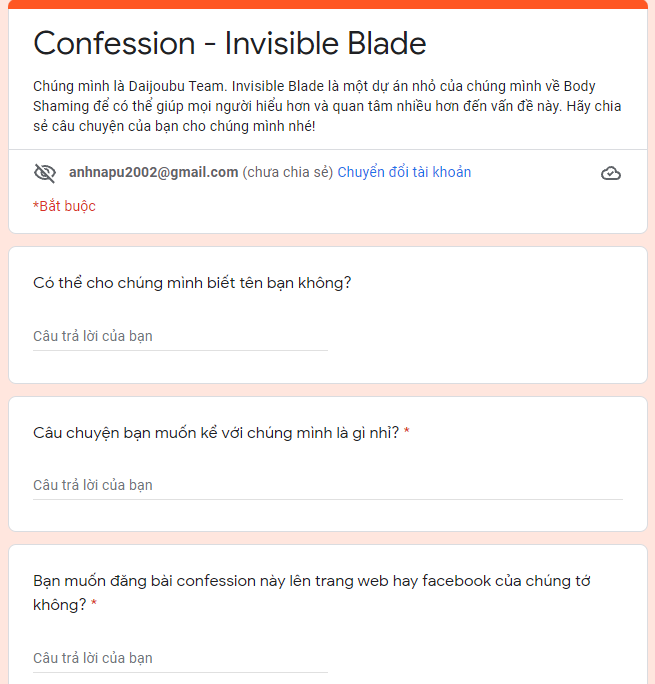 Confession - Invisible Blade
Chúng mình là Daijoubu Team. Invisible Blade là một dự án nhỏ của chúng mình về Body
Shaming để có thể giúp mọi người hiểu hơn và quan tâm nhiều hơn đến vấn đề này. Hãy chia
sẻ câu chuyện của bạn cho chúng mình nhé!
anhnapu2002@gmail.com (chưa chia sẻ) Chuyển đổi tài khoản
*Bắt buộc
Có thể cho chúng mình biết tên bạn không?
Câu trả lời của bạn
Câu chuyện bạn muốn kể với chúng mình là gì nhỉ? *
Câu trả lời của bạn
Bạn muốn đăng bài confession này lên trang web hay facebook của chúng tớ
không? *
Câu trả lời của bạn